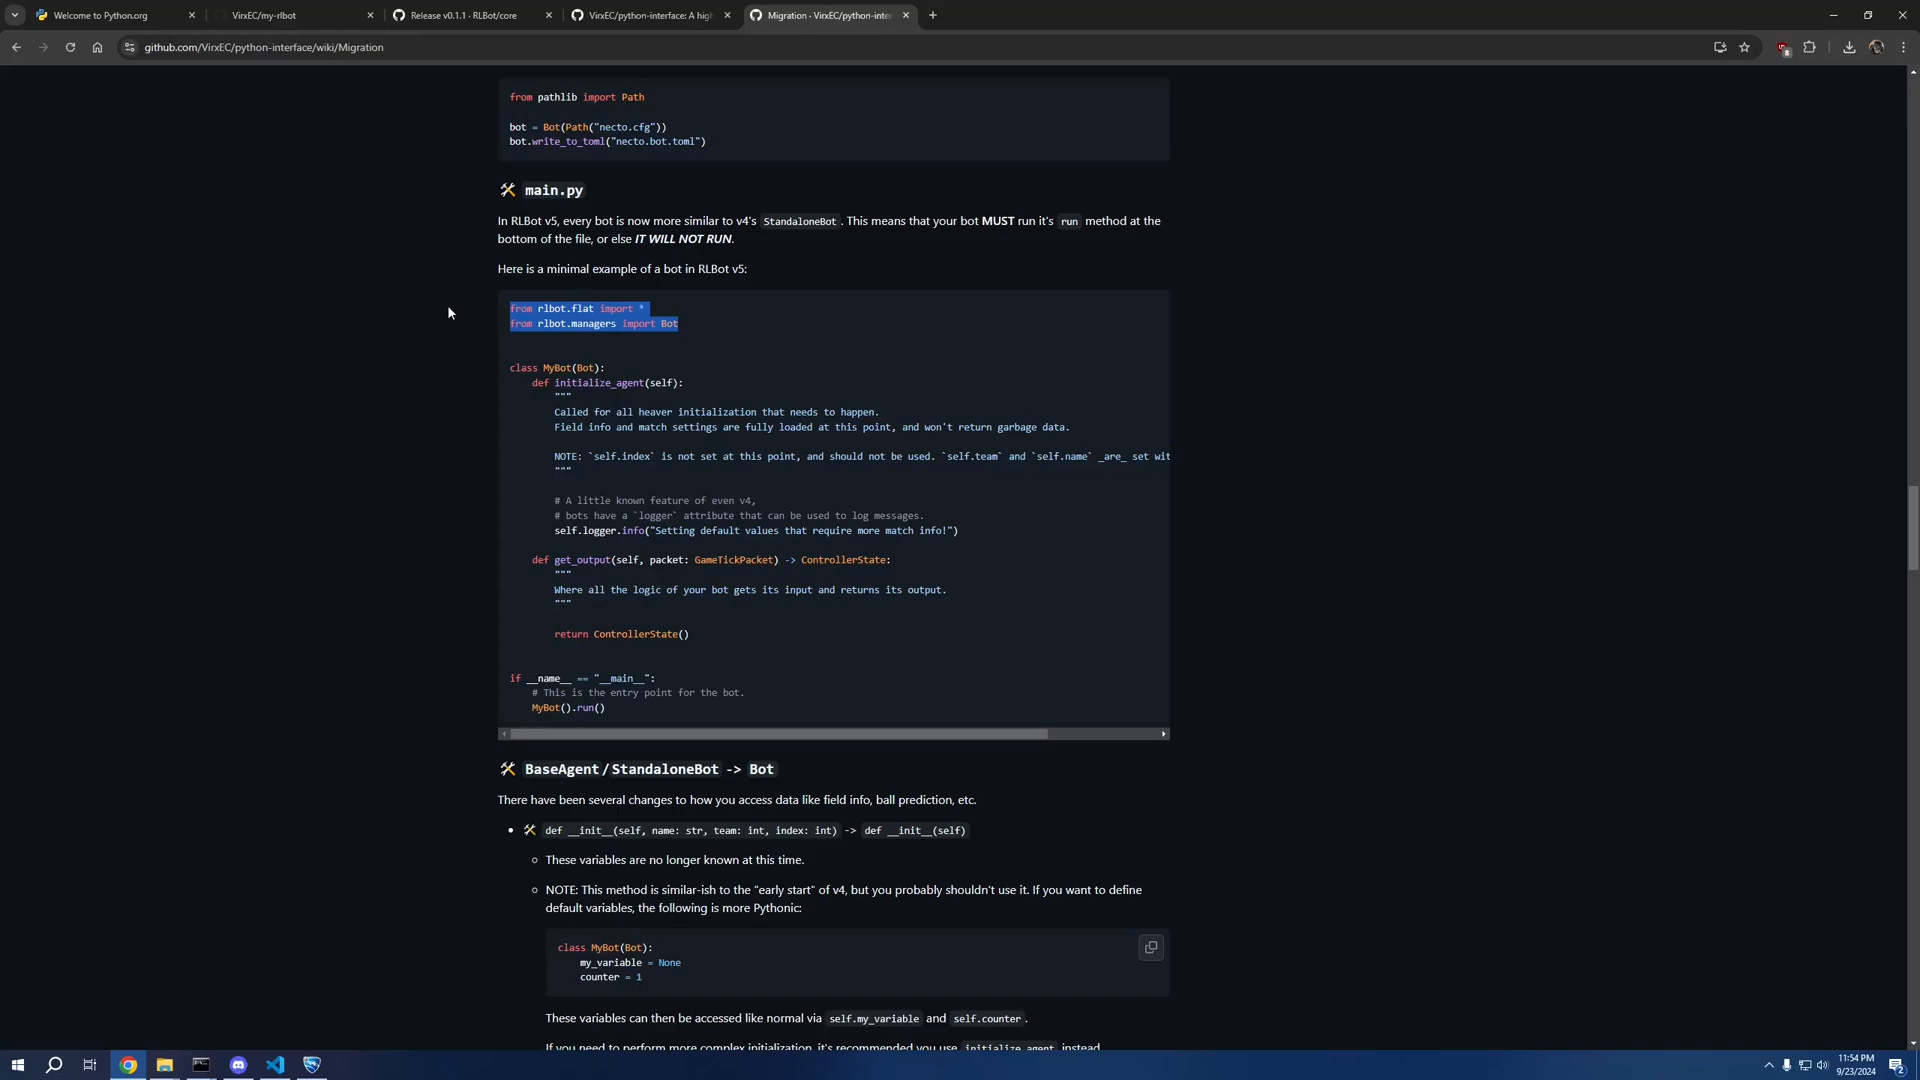 Welcome to Python.org
VirxEC/my-rlbot
Release v0.1.1 · RLBot/core
VirxEC/python-interface: A high
Migration · VirxEC/python-inter
github.com/VirxEC/python-interface/wiki/Migration
from pathlib import Path
bot = Bot(Path("necto.cfg"))
bot.write_to_toml("necto.bot.toml")
main.py
In RLBot v5, every bot is now more similar to v4's StandaloneBot. This means that your bot MUST run it's run method at the
bottom of the file, or else IT WILL NOT RUN.
Here is a minimal example of a bot in RLBot v5:
from rlbot.flat import *
from rlbot.managers import Bot
class MyBot(Bot):
def initialize_agent(self):
"""
Called for all heaver initialization that needs to happen.
Field info and match settings are fully loaded at this point, and won't return garbage data.
NOTE: `self.index` is not set at this point, and should not be used. `self.team` and `self.name` _are_ set wit
"""
# A little known feature of even v4,
# bots have a `logger` attribute that can be used to log messages.
self.logger.info("Setting default values that require more match info!")
def get_output(self, packet: GameTickPacket) -> ControllerState:
"""
Where all the logic of your bot gets its input and returns its output.
"""
return ControllerState()
if __name__ == "__main__":
# This is the entry point for the bot.
MyBot().run()
BaseAgent/StandaloneBot -> Bot
There have been several changes to how you access data like field info, ball prediction, etc.
def __init__(self, name: str, team: int, index: int) -> def __init__(self)
These variables are no longer known at this time.
NOTE: This method is similar-ish to the "early start" of v4, but you probably shouldn't use it. If you want to define
default variables, the following is more Pythonic:
class MyBot(Bot):
my_variable = None
counter = 1
These variables can then be accessed like normal via self.my_variable and self.counter.
If you need to perform more complex initialization, it's recommended you use initialize_agent instead
11:54 PM
9/23/2024